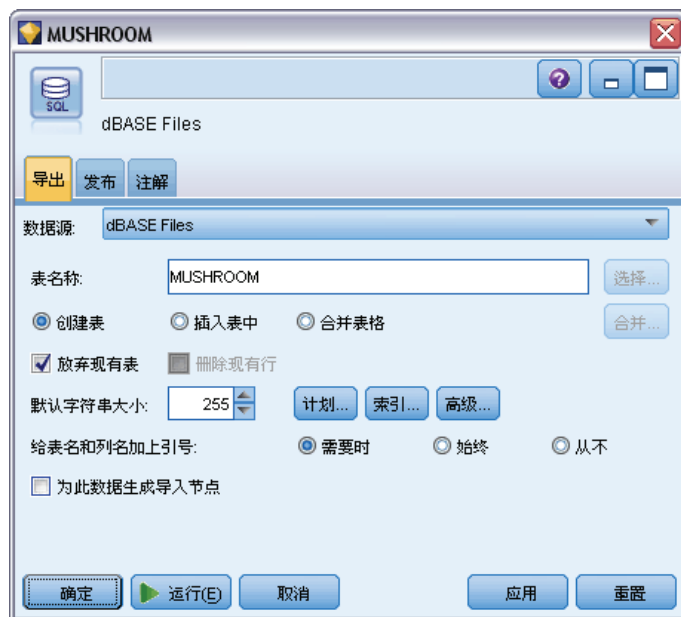 MUSHROOM
SQL
dBASE Files
导出 发布 注解
数据源: dBASE Files
表名称: MUSHROOM 选择...
创建表 插入表中 合并表格 合并...
放弃现有表 删除现有行
默认字符串大小: 255 计划... 索引... 高级...
给表名和列名加上引号: 需要时 始终 从不
为此数据生成导入节点
确定 运行(E) 取消 应用 重置